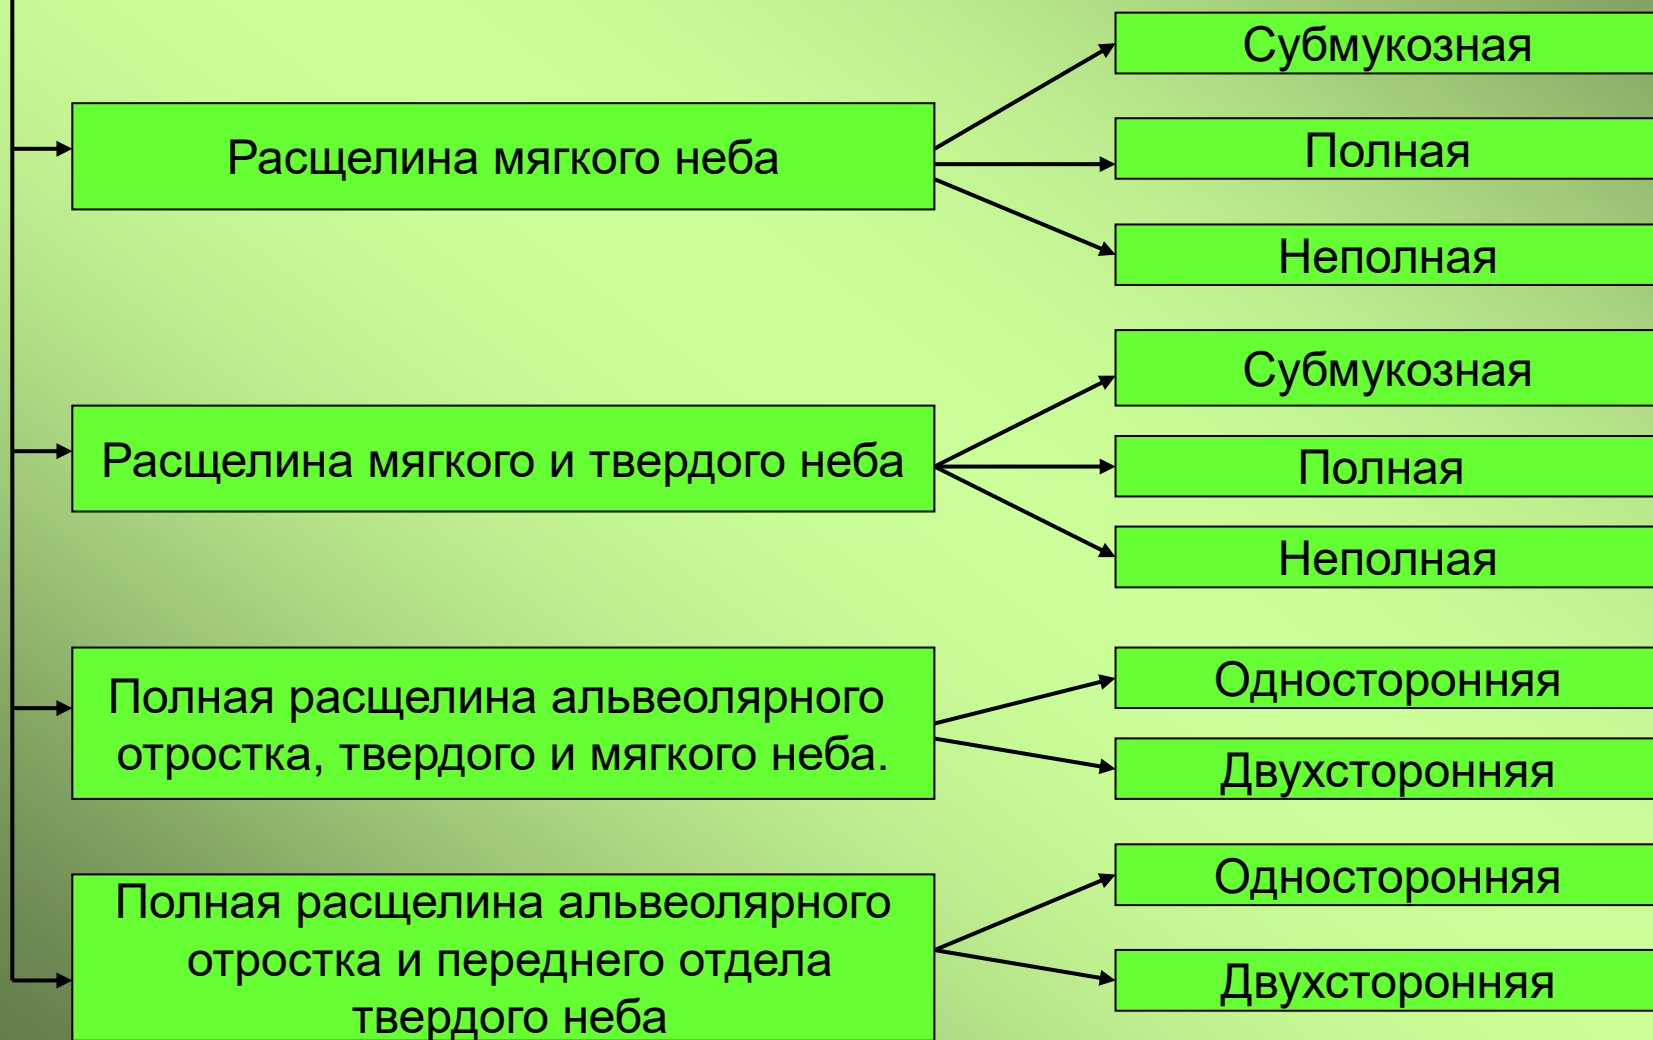 Субмукозная
Расщелина мягкого неба
Полная
Неполная
Субмукозная
Расщелина мягкого и твердого неба
Полная
Неполная
Полная расщелина альвеолярного
отростка, твердого и мягкого неба.
Односторонняя
Двухсторонняя
Полная расщелина альвеолярного
отростка и переднего отдела
твердого неба
Односторонняя
Двухсторонняя